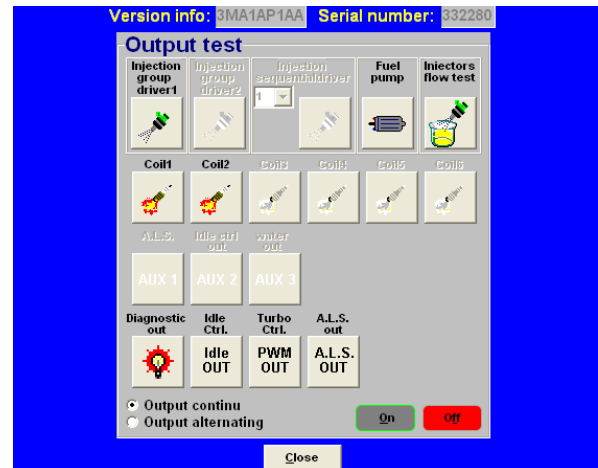 Version info: 3MA1AP1AA Serial number: 332280
Output test
Injection group driver1
Injection group driver2
Injection sequentialdriver
1
Fuel pump
Injectors flow test
Coil1 Coil2 Coil3 Coil4 Coil5 Coil6
A.L.S.
Idle ctrl out
water out
AUX 1 AUX 2 AUX 3
Diagnostic out
Idle Ctrl.
Turbo Ctrl.
A.L.S. out
Idle OUT
PWM OUT
A.L.S. OUT
Output continu
Output alternating
On Off
Close